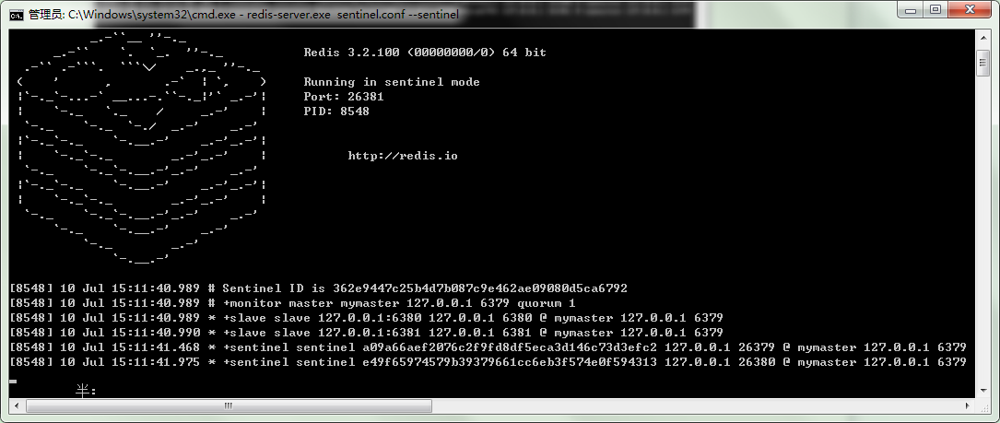 管理员: C:\Windows\system32\cmd.exe - redis-server.exe  sentinel.conf --sentinel
Redis 3.2.100 (00000000/0) 64 bit
Running in sentinel mode
Port: 26381
PID: 8548
http://redis.io
[8548] 10 Jul 15:11:40.989 # Sentinel ID is 362e9447c25b4d7b087c9e462ae09080d5ca6792
[8548] 10 Jul 15:11:40.989 # +monitor master mymaster 127.0.0.1 6379 quorum 1
[8548] 10 Jul 15:11:40.989 * +slave slave 127.0.0.1:6380 127.0.0.1 6380 @ mymaster 127.0.0.1 6379
[8548] 10 Jul 15:11:40.990 * +slave slave 127.0.0.1:6381 127.0.0.1 6381 @ mymaster 127.0.0.1 6379
[8548] 10 Jul 15:11:41.468 * +sentinel sentinel a09a66aef2076c2f9fd8df5eca3d146c73d3efc2 127.0.0.1 26379 @ mymaster 127.0.0.1 6379
[8548] 10 Jul 15:11:41.975 * +sentinel sentinel e49f65974579b39379661cc6eb3f574e0f594313 127.0.0.1 26380 @ mymaster 127.0.0.1 6379
半: